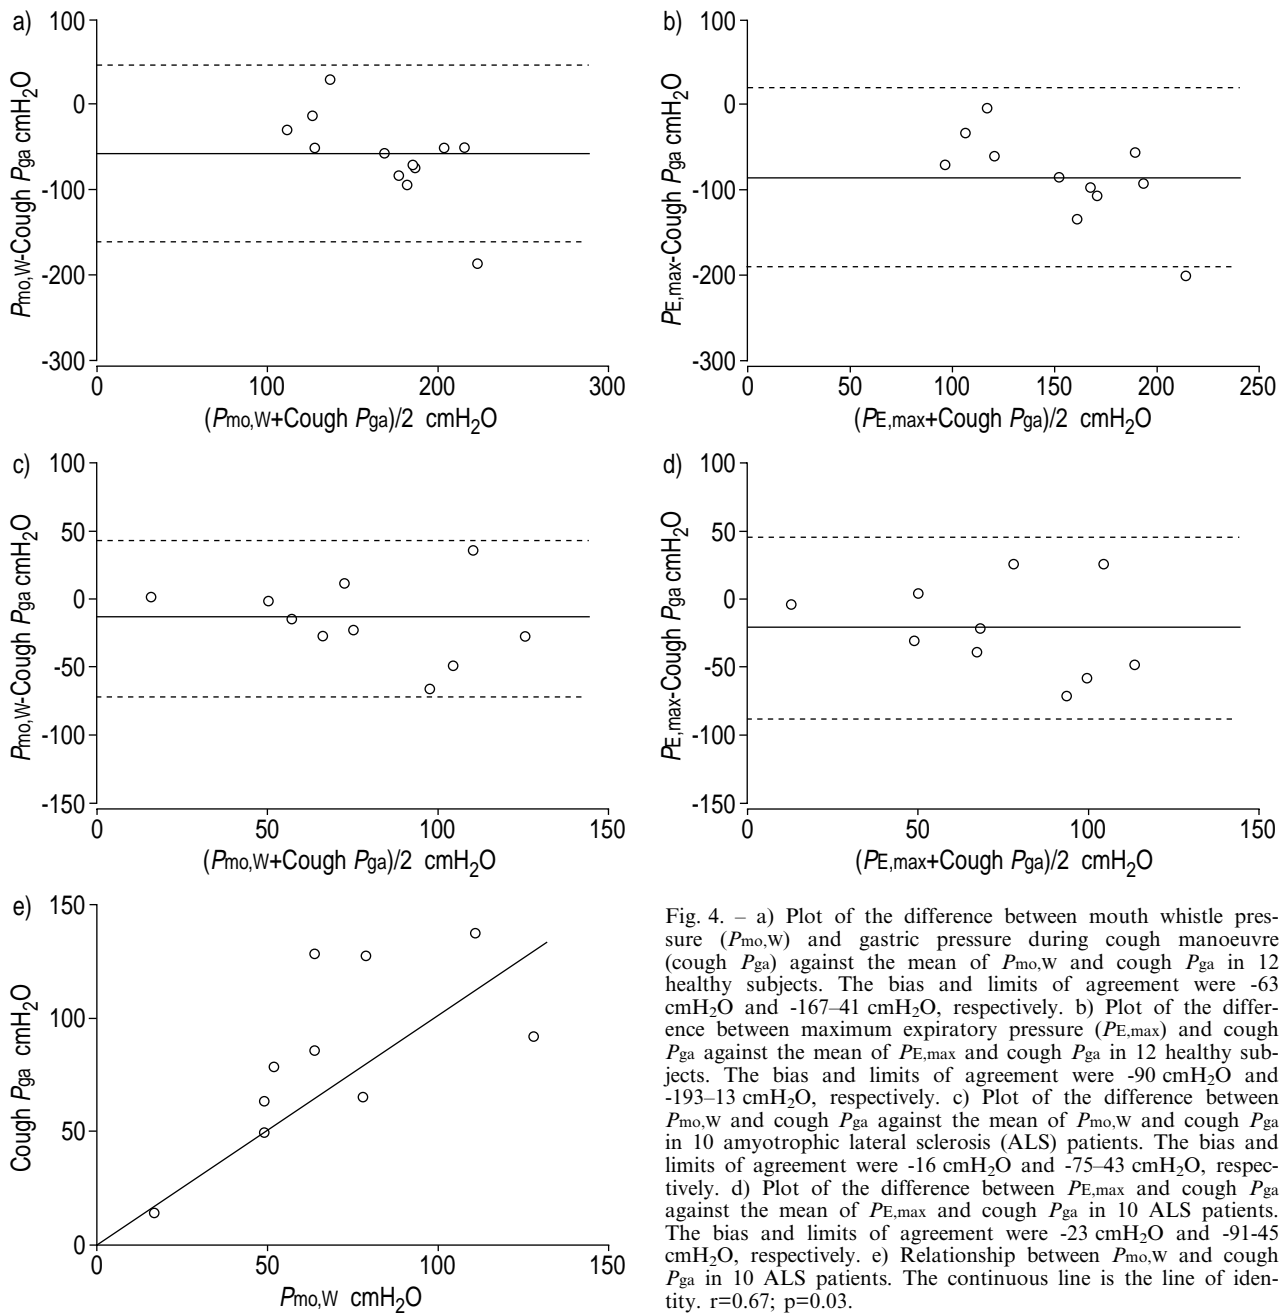 a)
100
0
-100
-200
-300
Pmo,W-Cough Pga cmH2O
0 100 200 300
(Pmo,W+Cough Pga)/2 cmH2O
b)
100
0
-100
-200
-300
PE,max-Cough Pga cmH2O
0 50 100 150 200 250
(PE,max+Cough Pga)/2 cmH2O
c)
100
50
0
-50
-100
-150
Pmo,W-Cough Pga cmH2O
0 50 100 150
(Pmo,W+Cough Pga)/2 cmH2O
d)
100
50
0
-50
-100
-150
PE,max-Cough Pga cmH2O
0 50 100 150
(PE,max+Cough Pga)/2 cmH2O
e)
150
100
50
0
Cough Pga cmH2O
0 50 100 150
Pmo,W cmH2O
Fig. 4. – a) Plot of the difference between mouth whistle pres-
sure (Pmo,W) and gastric pressure during cough manoeuvre
(cough Pga) against the mean of Pmo,W and cough Pga in 12
healthy subjects. The bias and limits of agreement were -63
cmH2O and -167–41 cmH2O, respectively. b) Plot of the differ-
ence between maximum expiratory pressure (PE,max) and cough
Pga against the mean of PE,max and cough Pga in 12 healthy sub-
jects. The bias and limits of agreement were -90 cmH2O and
-193–13 cmH2O, respectively. c) Plot of the difference between
Pmo,W and cough Pga against the mean of Pmo,W and cough Pga
in 10 amyotrophic lateral sclerosis (ALS) patients. The bias and
limits of agreement were -16 cmH2O and -75–43 cmH2O, respec-
tively. d) Plot of the difference between PE,max and cough Pga
against the mean of PE,max and cough Pga in 10 ALS patients.
The bias and limits of agreement were -23 cmH2O and -91-45
cmH2O, respectively. e) Relationship between Pmo,W and cough
Pga in 10 ALS patients. The continuous line is the line of iden-
tity. r=0.67; p=0.03.